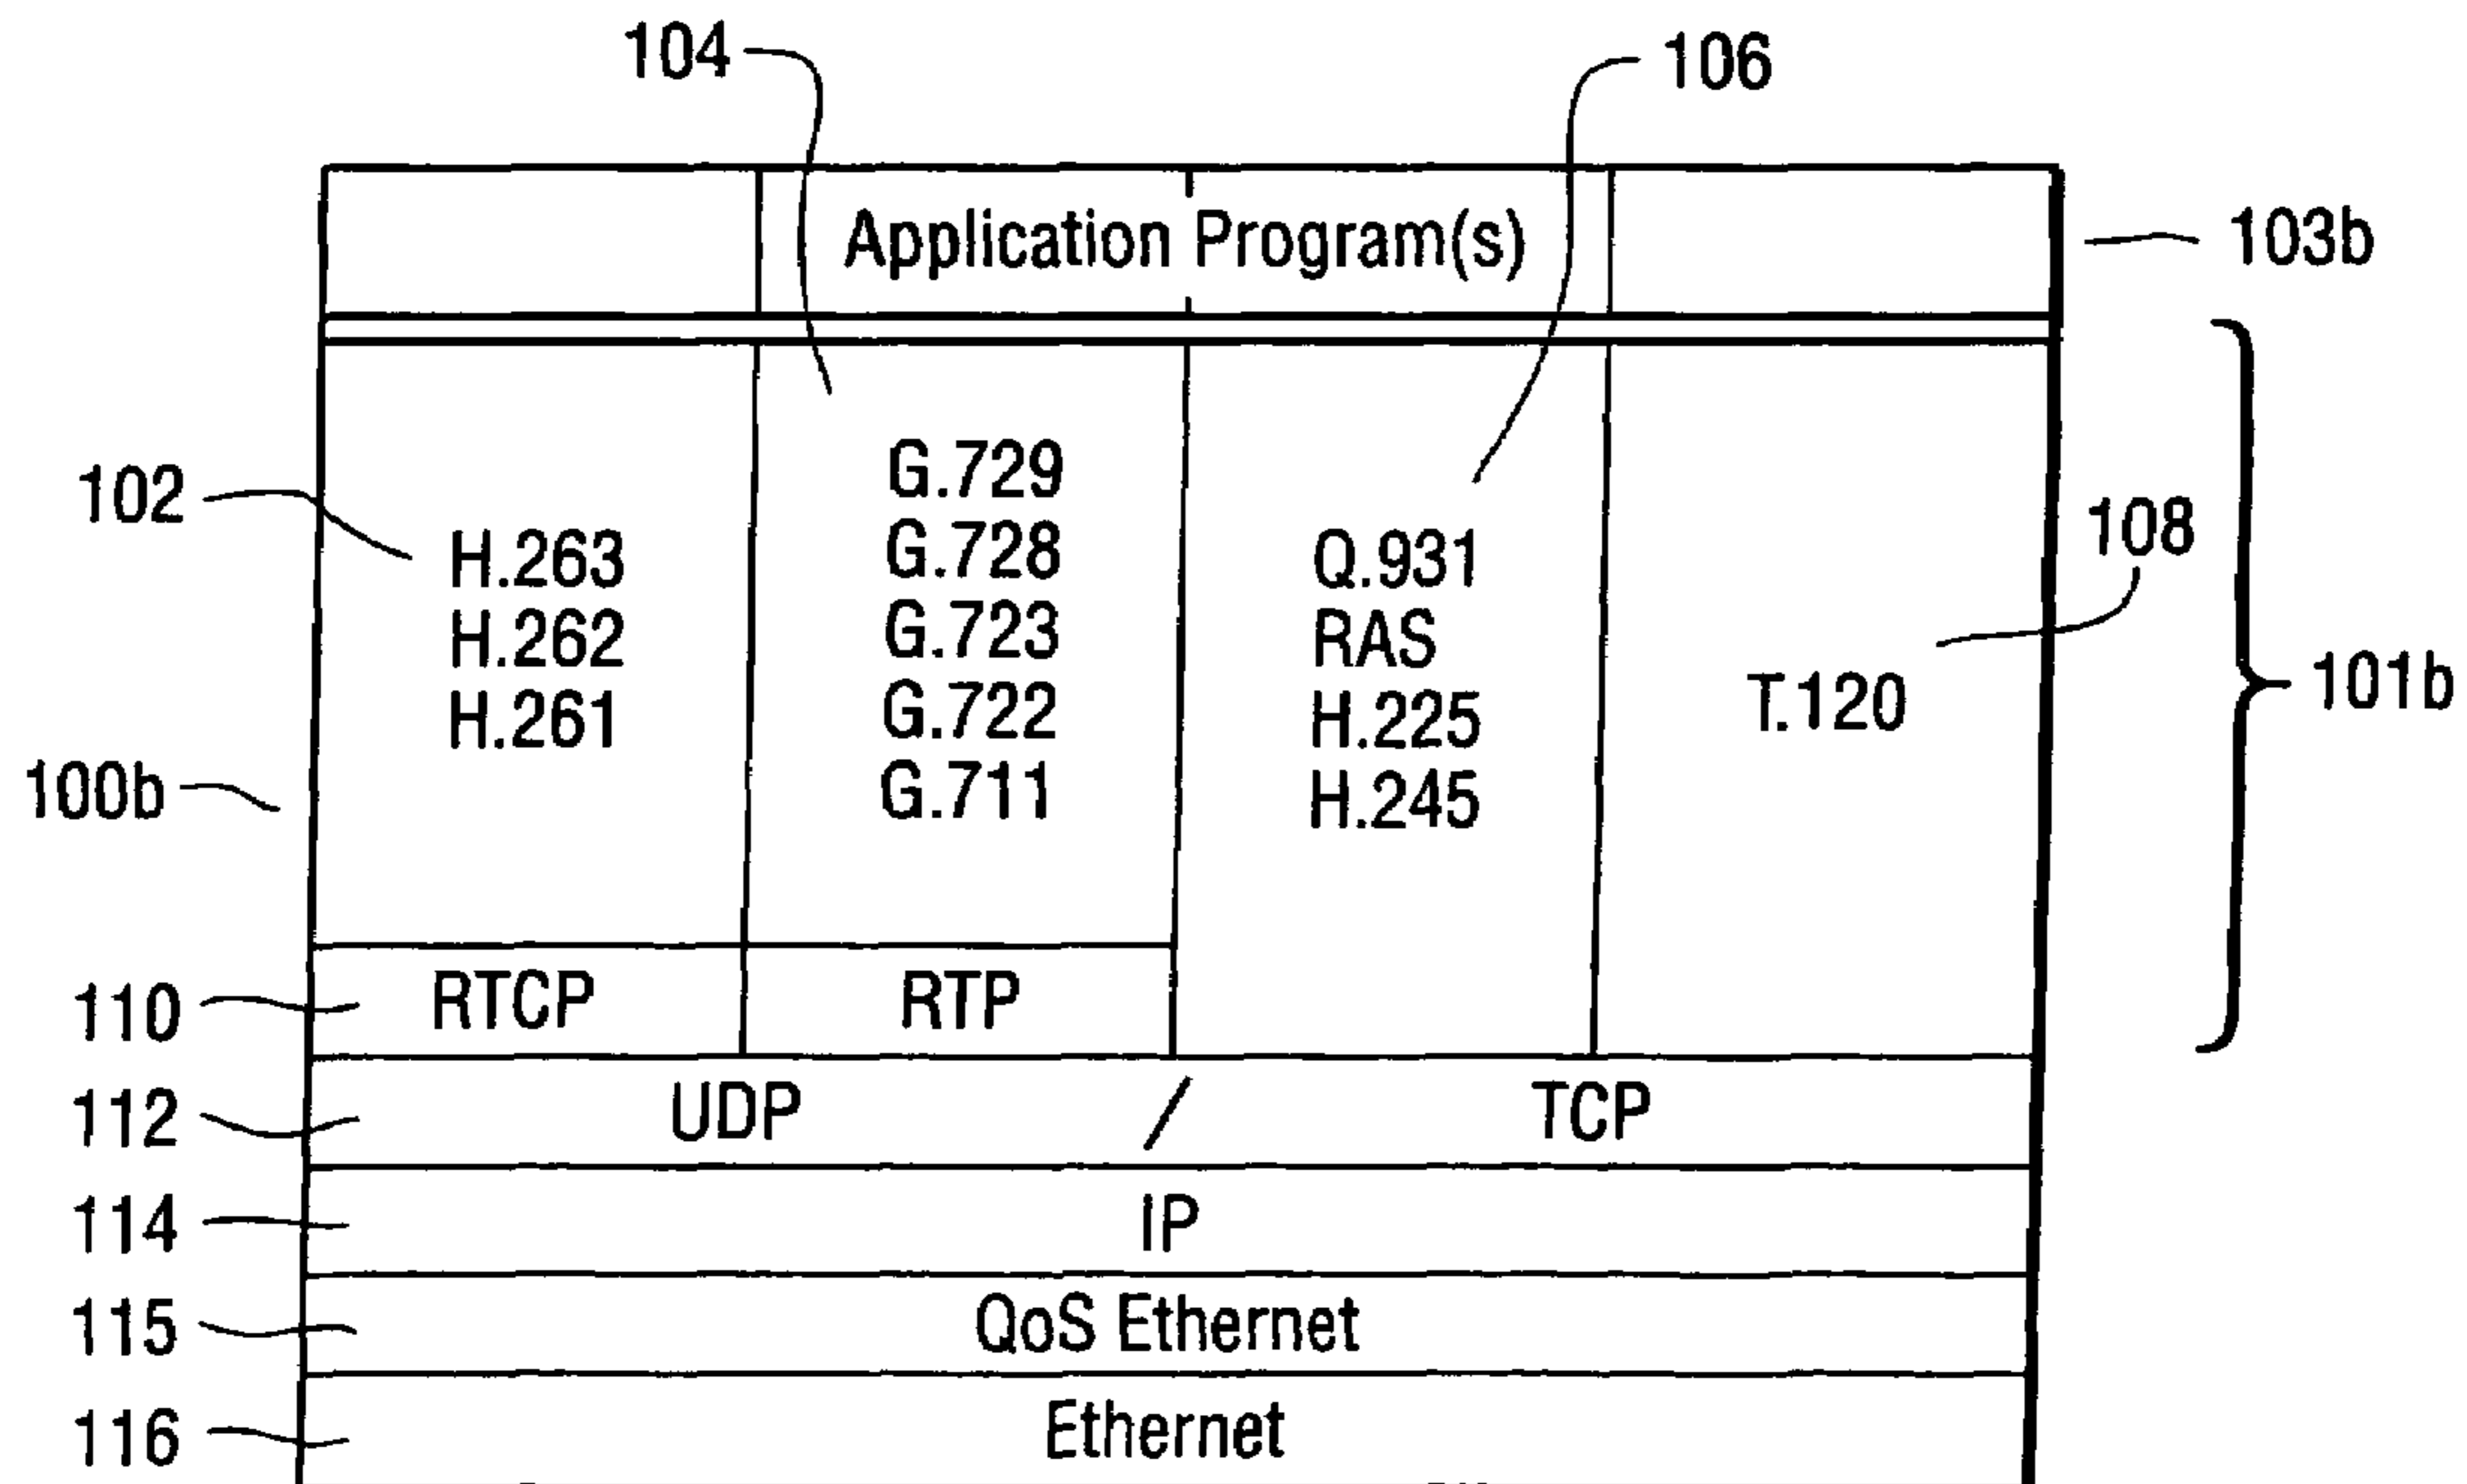 104
106
Application Program(s)
103b
102
H.263
H.262
H.261
G.729
G.728
G.723
G.722
G.711
Q.931
RAS
H.225
H.245
108
T.120
101b
100b
110
RTCP
RTP
112
UDP / TCP
114
IP
115
QoS Ethernet
116
Ethernet